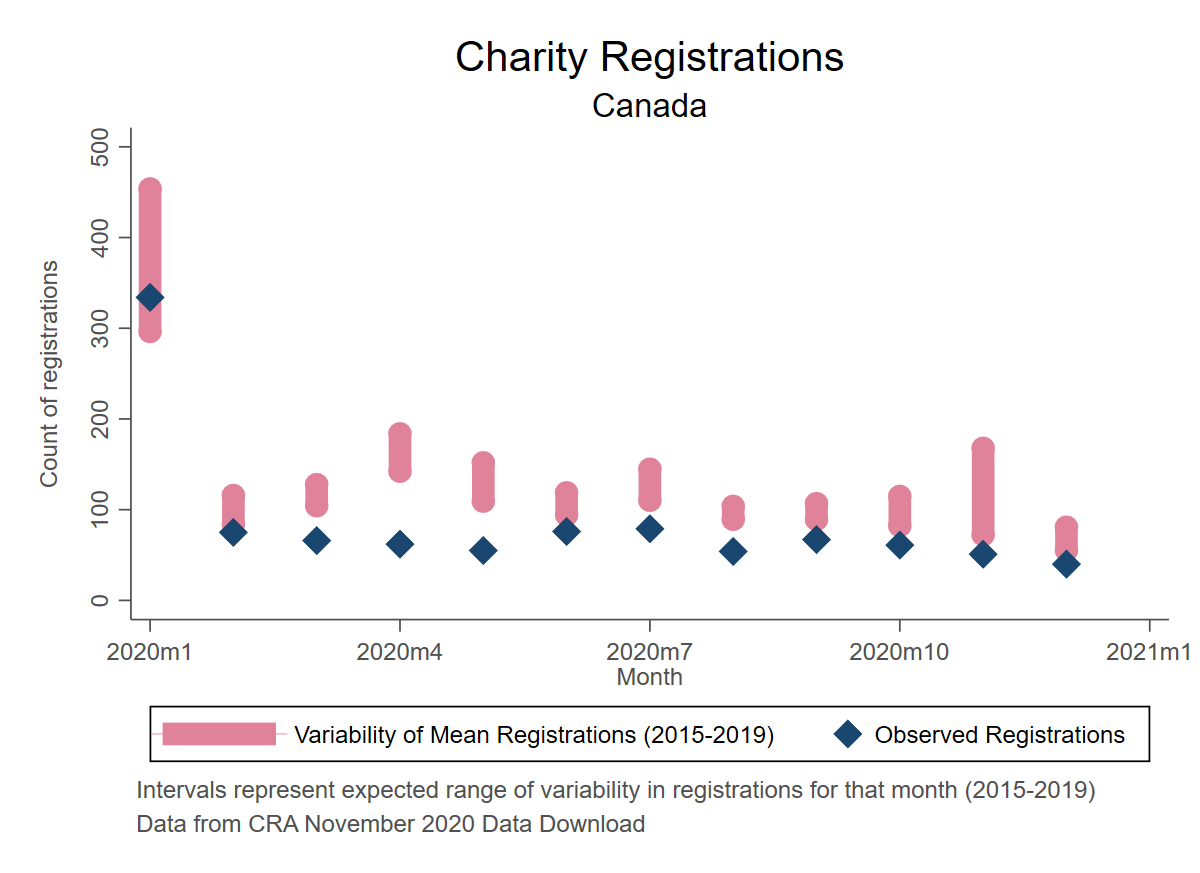 Charity Registrations
Canada
Count of registrations
500
400
300
200
100
0
2020m1 2020m4 2020m7 2020m10 2021m1
Month
Variability of Mean Registrations (2015-2019) Observed Registrations
Intervals represent expected range of variability in registrations for that month (2015-2019)
Data from CRA November 2020 Data Download